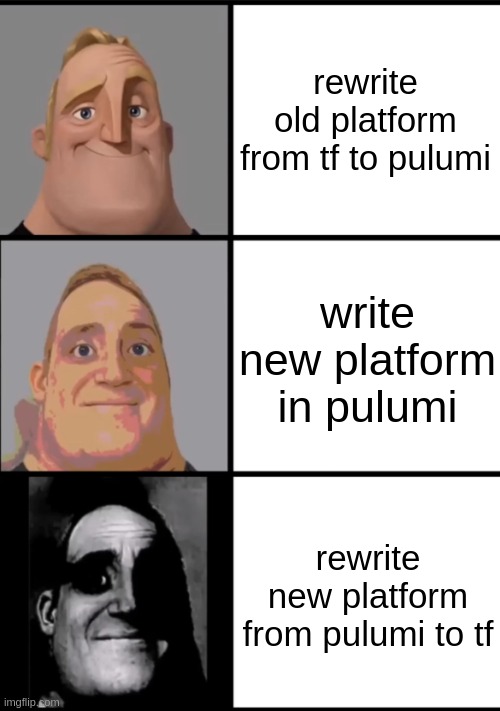 rewrite
old platform
from tf to pulumi
write
new platform
in pulumi
rewrite
new platform
from pulumi to tf
imgflip.com